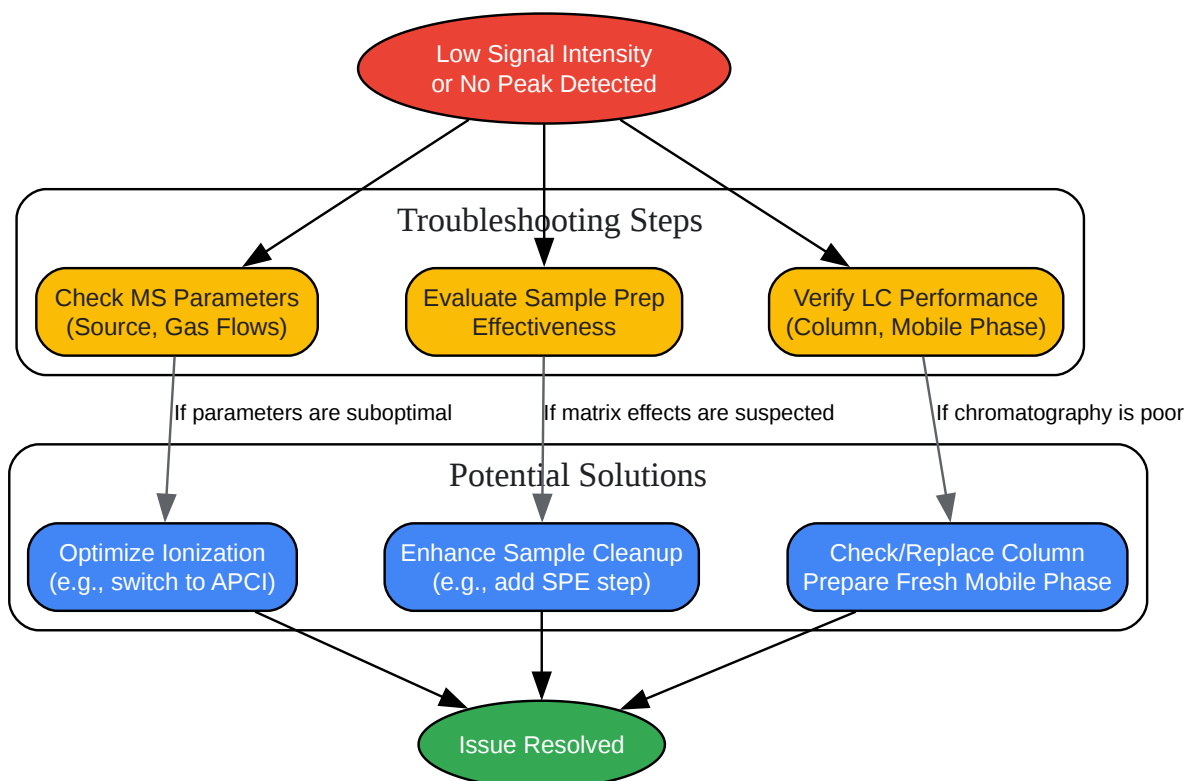 Low Signal Intensity
or No Peak Detected
Troubleshooting Steps
Check MS Parameters
(Source, Gas Flows)
Evaluate Sample Prep
Effectiveness
Verify LC Performance
(Column, Mobile Phase)
If parameters are suboptimal
If matrix effects are suspected
If chromatography is poor
Potential Solutions
Optimize Ionization
(e.g., switch to APCI)
Enhance Sample Cleanup
(e.g., add SPE step)
Check/Replace Column
Prepare Fresh Mobile Phase
Issue Resolved